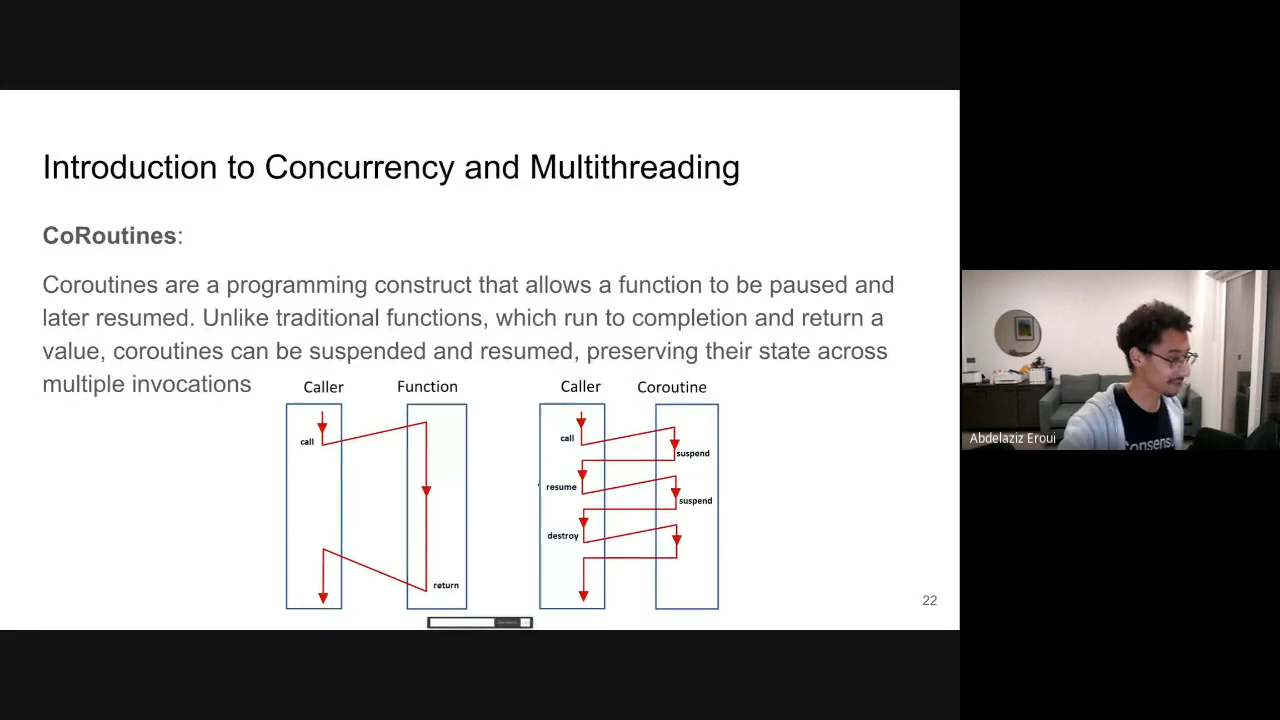 Introduction to Concurrency and Multithreading
CoRoutines:
Coroutines are a programming construct that allows a function to be paused and
later resumed. Unlike traditional functions, which run to completion and return a
value, coroutines can be suspended and resumed, preserving their state across
multiple invocations
Caller Function Caller Coroutine
call
return
call
suspend
resume
suspend
destroy
22
Abdelaziz Eroui
Consensu